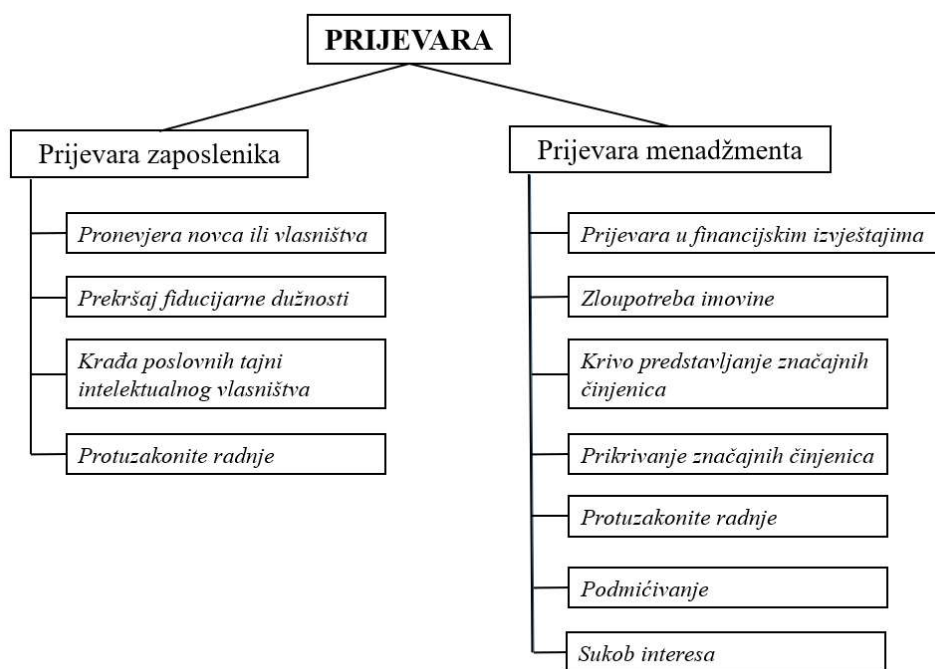 PRIJEVARA
Prijevara zaposlenika
Pronevjera novca ili vlasništva
Prekršaj fiducijarne dužnosti
Krađa poslovnih tajni
intelektualnog vlasništva
Protuzakonite radnje
Prijevara menadžmenta
Prijevara u financijskim izvještajima
Zloupotreba imovine
Krivo predstavljanje značajnih
činjenica
Prikrivanje značajnih činjenica
Protuzakonite radnje
Podmićivanje
Sukob interesa